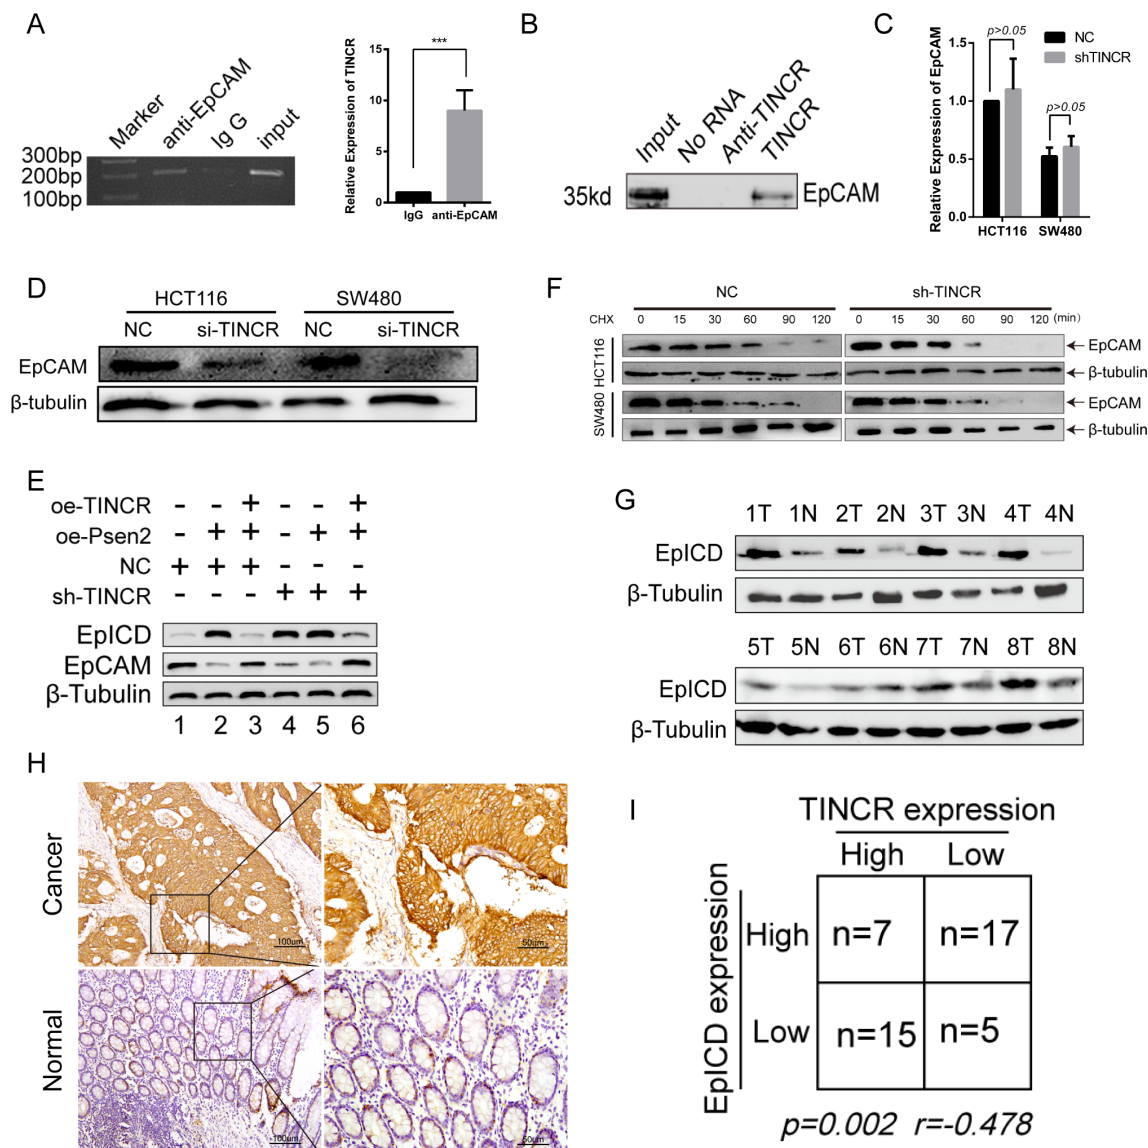 A
Marker
anti-EpCAM
Ig G
input
300bp
200bp
100bp
Relative Expression of TINCR
15
10
5
0
***
IgG
anti-EpCAM
B
Input
No RNA
Anti-TINCR
TINCR
35kd
EpCAM
C
Relative Expression of EpCAM
1.5
1.0
0.5
0.0
p>0.05
p>0.05
NC
shTINCR
HCT116
SW480
D
HCT116 SW480
NC si-TINCR NC si-TINCR
EpCAM
β-tubulin
F
NC sh-TINCR
CHX 0 15 30 60 90 120 0 15 30 60 90 120 (min)
HCT116
EpCAM
β-tubulin
SW480
EpCAM
β-tubulin
E
oe-TINCR - - + - - +
oe-Psen2 - + + - + +
NC + + + - - -
sh-TINCR - - - + + +
EpICD
EpCAM
β-Tubulin
1 2 3 4 5 6
G
1T 1N 2T 2N 3T 3N 4T 4N
EpICD
β-Tubulin
5T 5N 6T 6N 7T 7N 8T 8N
EpICD
β-Tubulin
H
Cancer
100um
50um
Normal
100um
50um
I
TINCR expression
High Low
EpICD expression
High n=7 n=17
Low n=15 n=5
p=0.002 r=-0.478